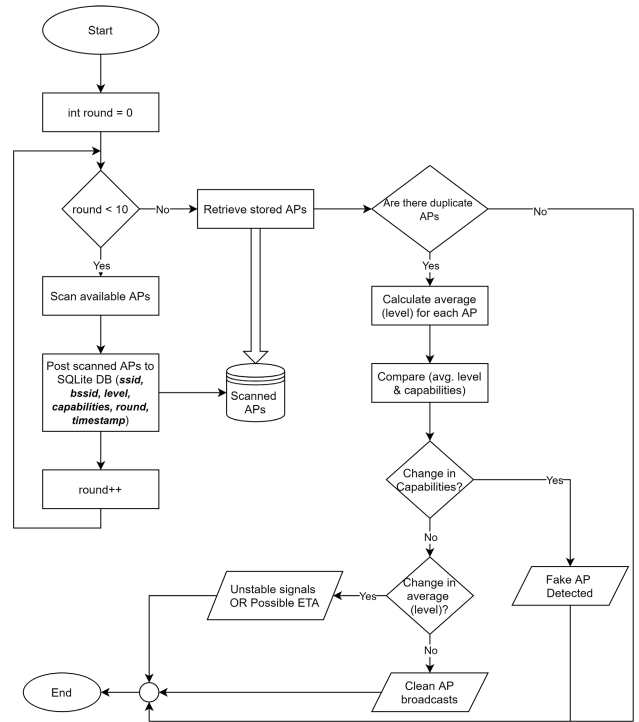 Start
int round = 0
round < 10
No
Retrieve stored APs
Are there duplicate
APs
No
Yes
Scan available APs
Post scanned APs to
SQLite DB (ssid,
bssid, level,
capabilities, round,
timestamp)
Scanned
APs
round++
Yes
Calculate average
(level) for each AP
Compare (avg. level
& capabilities)
Change in
Capabilities?
Yes
No
Fake AP
Detected
Change in
average
(level)?
Yes
Unstable signals
OR Possible ETA
No
Clean AP
broadcasts
End